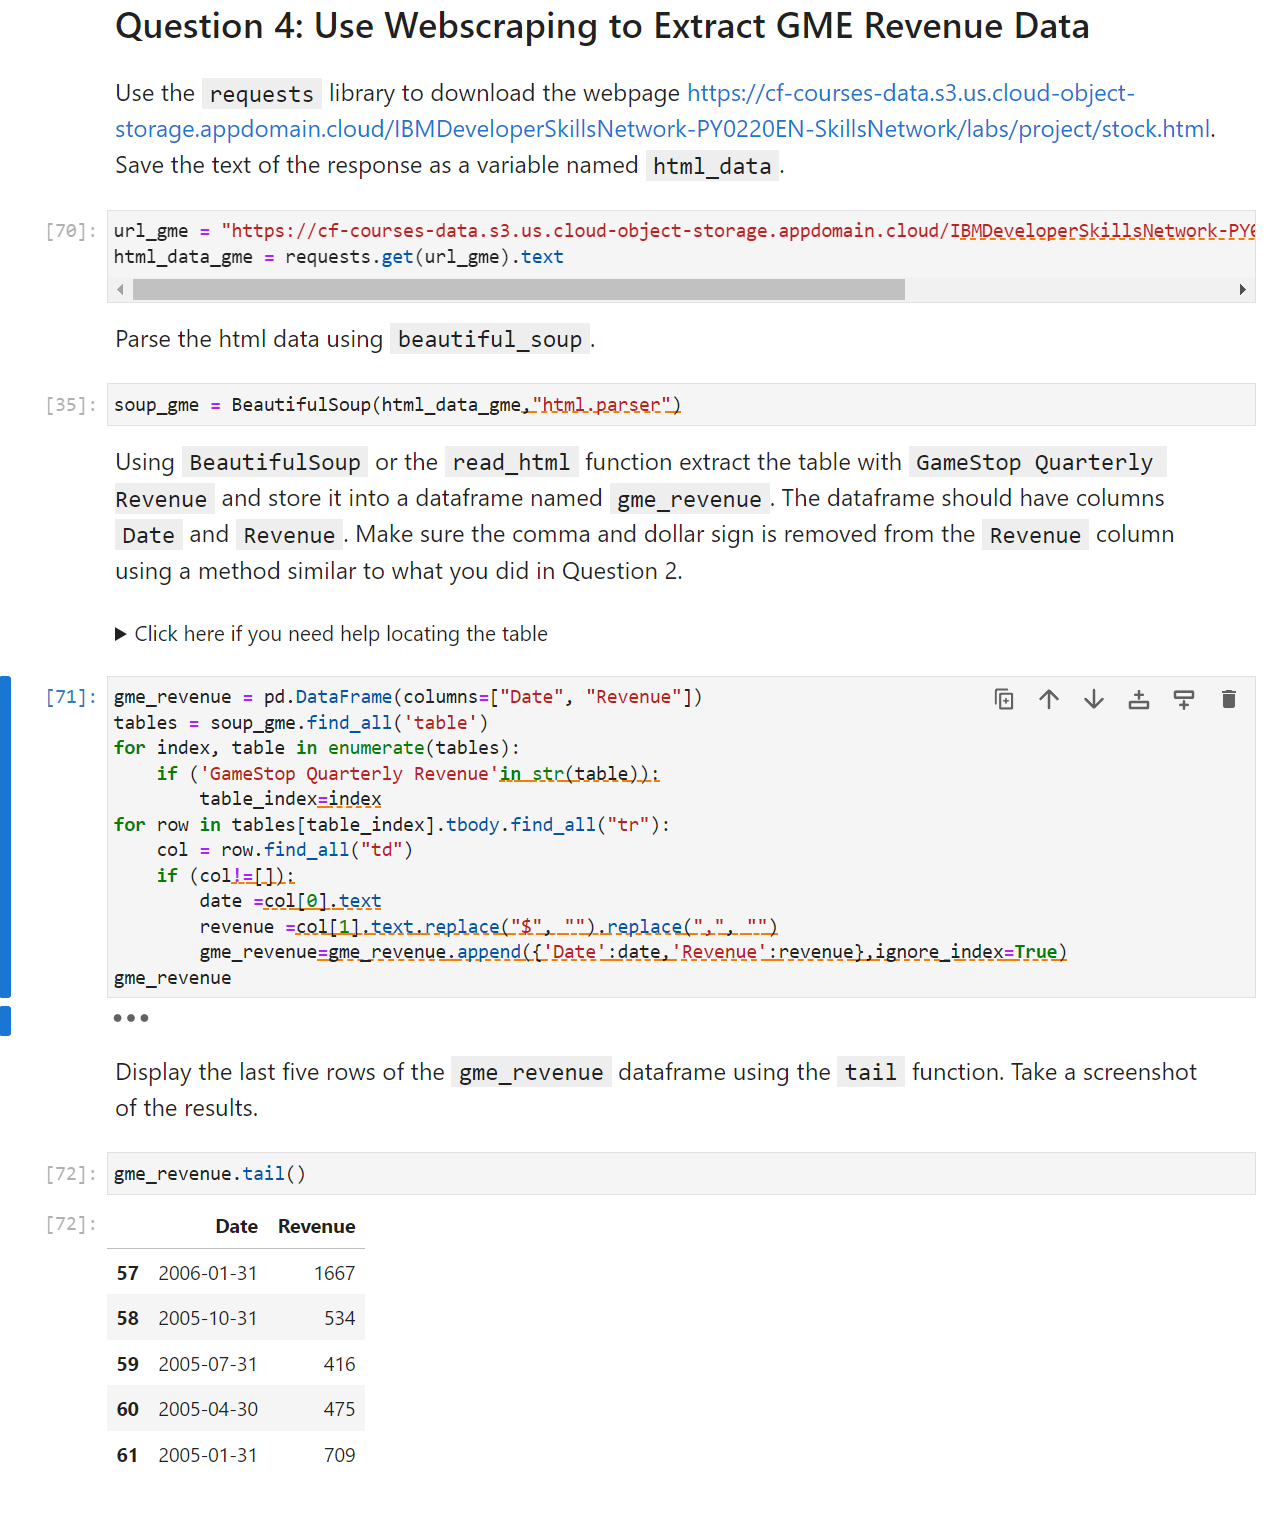 Question 4: Use Webscraping to Extract GME Revenue Data
Use the requests library to download the webpage https://cf-courses-data.s3.us.cloud-object-
storage.appdomain.cloud/IBMDeveloperSkillsNetwork-PY0220EN-SkillsNetwork/labs/project/stock.html.
Save the text of the response as a variable named html_data.
[70]: url_gme = "https://cf-courses-data.s3.us.cloud-object-storage.appdomain.cloud/IBMDeveloperSkillsNetwork-PY0
html_data_gme = requests.get(url_gme).text
Parse the html data using beautiful_soup.
[35]: soup_gme = BeautifulSoup(html_data_gme,"html.parser")
Using BeautifulSoup or the read_html function extract the table with GameStop Quarterly
Revenue and store it into a dataframe named gme_revenue. The dataframe should have columns
Date and Revenue. Make sure the comma and dollar sign is removed from the Revenue column
using a method similar to what you did in Question 2.
Click here if you need help locating the table
[71]: gme_revenue = pd.DataFrame(columns=["Date", "Revenue"])
tables = soup_gme.find_all('table')
for index, table in enumerate(tables):
    if ('GameStop Quarterly Revenue'in str(table)):
        table_index=index
for row in tables[table_index].tbody.find_all("tr"):
    col = row.find_all("td")
    if (col!=[]):
        date =col[0].text
        revenue =col[1].text.replace("$", "").replace(",", "")
        gme_revenue=gme_revenue.append({'Date':date,'Revenue':revenue},ignore_index=True)
gme_revenue
Display the last five rows of the gme_revenue dataframe using the tail function. Take a screenshot
of the results.
[72]: gme_revenue.tail()
[72]: Date Revenue
57 2006-01-31 1667
58 2005-10-31 534
59 2005-07-31 416
60 2005-04-30 475
61 2005-01-31 709